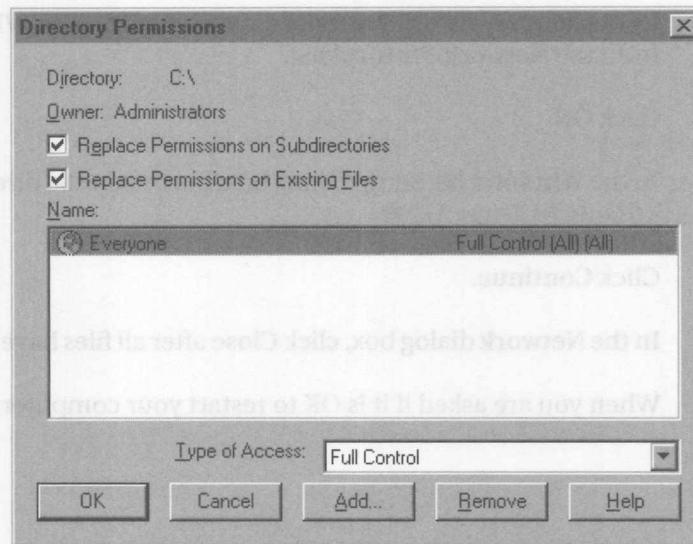 Directory Permissions
Directory: C:\
Owner: Administrators
Replace Permissions on Subdirectories
Replace Permissions on Existing Files
Name:
Everyone Full Control (All) (All)
Click Continue.
In the Network dialog box, click Close after all files have
When you are asked if it is OK to restart your computer
Type of Access: Full Control
OK Cancel Add... Remove Help